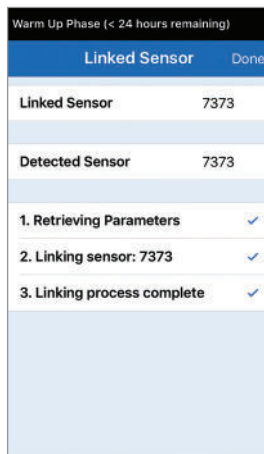 Warm Up Phase (< 24 hours remaining)
Linked Sensor Done
Linked Sensor 7373
Detected Sensor 7373
1. Retrieving Parameters
2. Linking sensor: 7373
3. Linking process complete